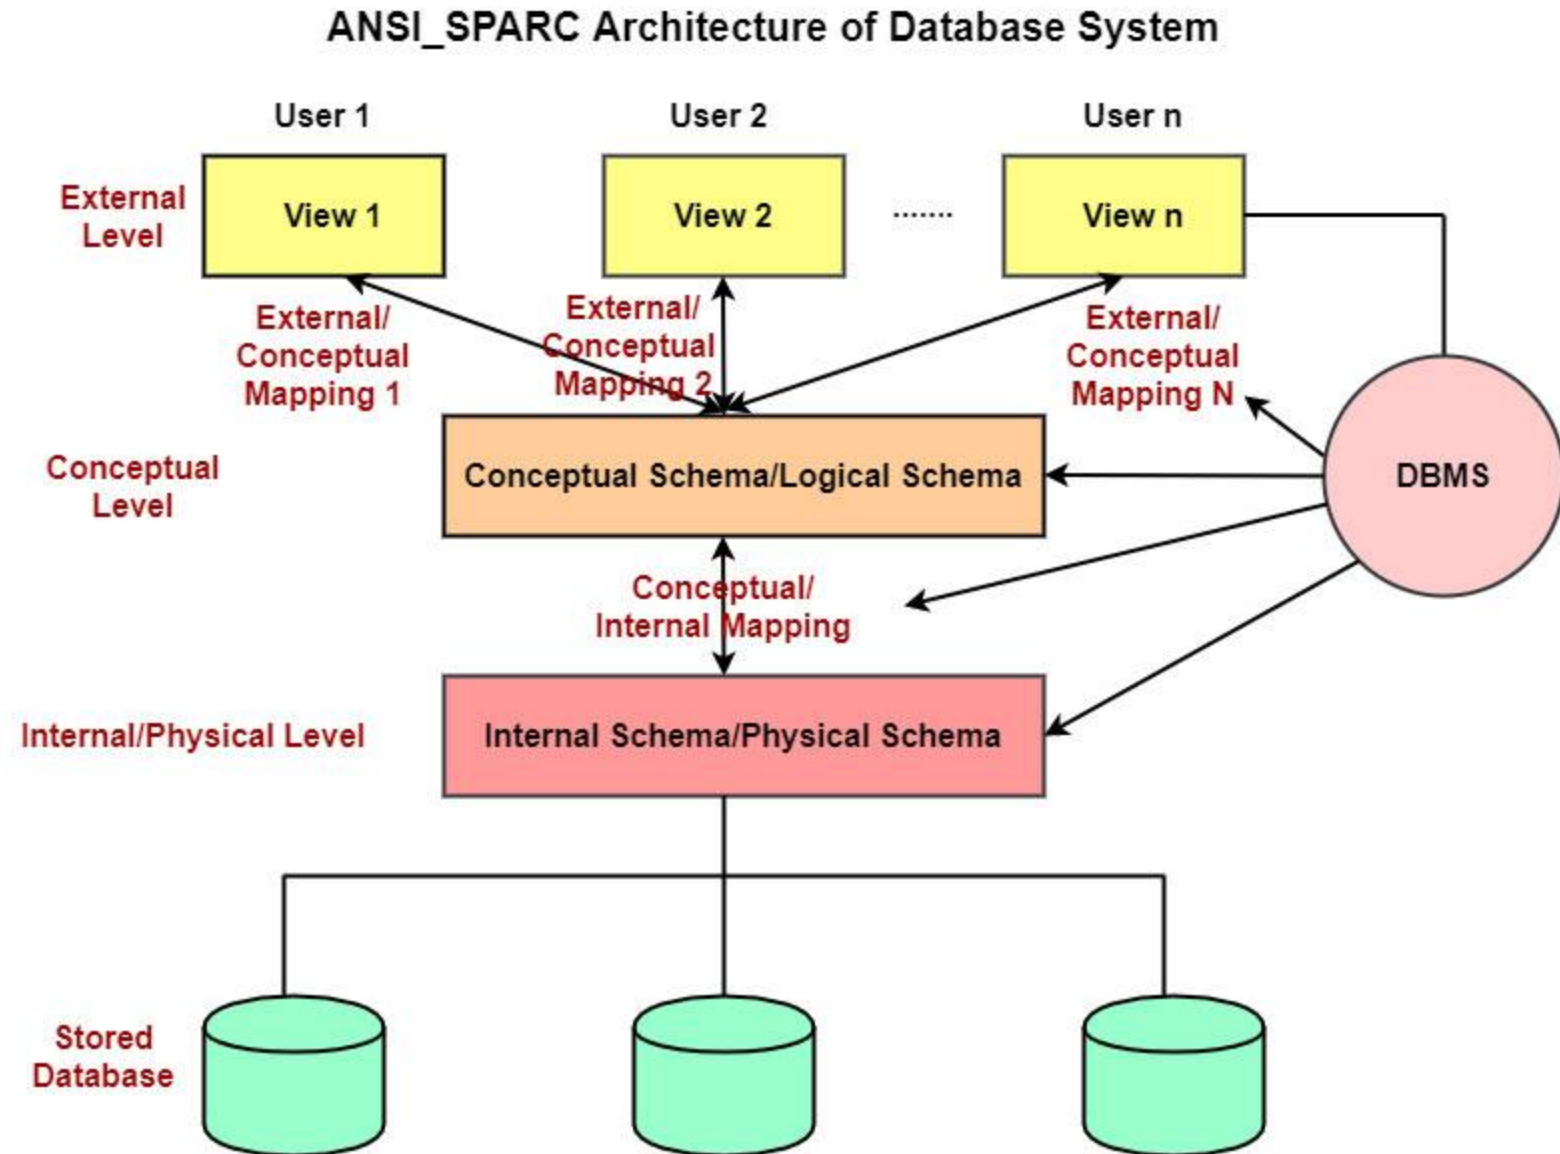 ANSI_SPARC Architecture of Database System
User 1
User 2
User n
External
Level
View 1
View 2
.......
View n
External/
Conceptual
Mapping 1
External/
Conceptual
Mapping 2
External/
Conceptual
Mapping N
Conceptual
Level
Conceptual Schema/Logical Schema
DBMS
Conceptual/
Internal Mapping
Internal/Physical Level
Internal Schema/Physical Schema
Stored
Database